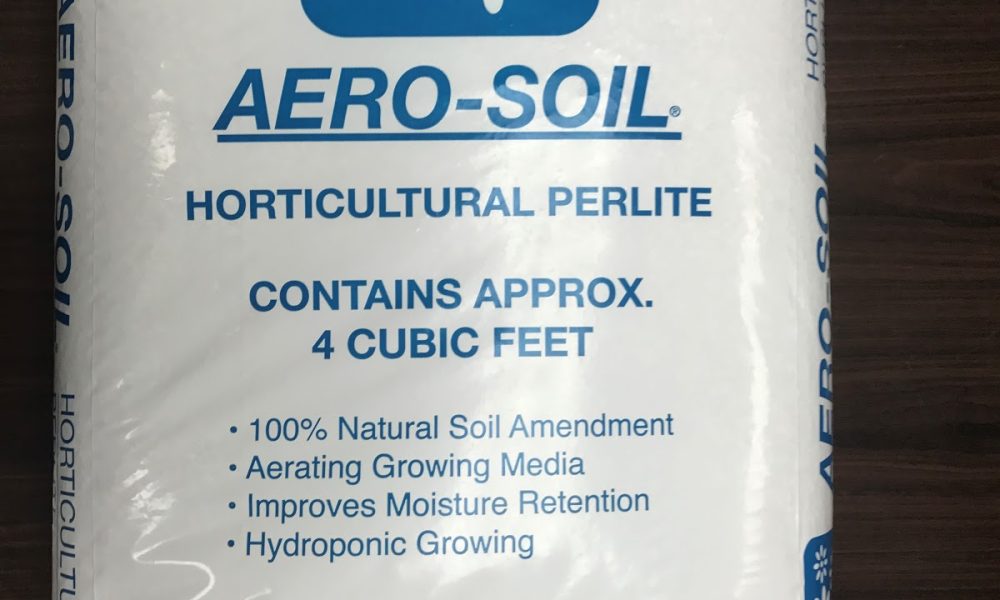 AERO-SOIL®
HORTICULTURAL PERLITE
CONTAINS APPROX.
4 CUBIC FEET
• 100% Natural Soil Amendment
• Aerating Growing Media
• Improves Moisture Retention
• Hydroponic Growing
AERO-SOIL
AERO-SOIL